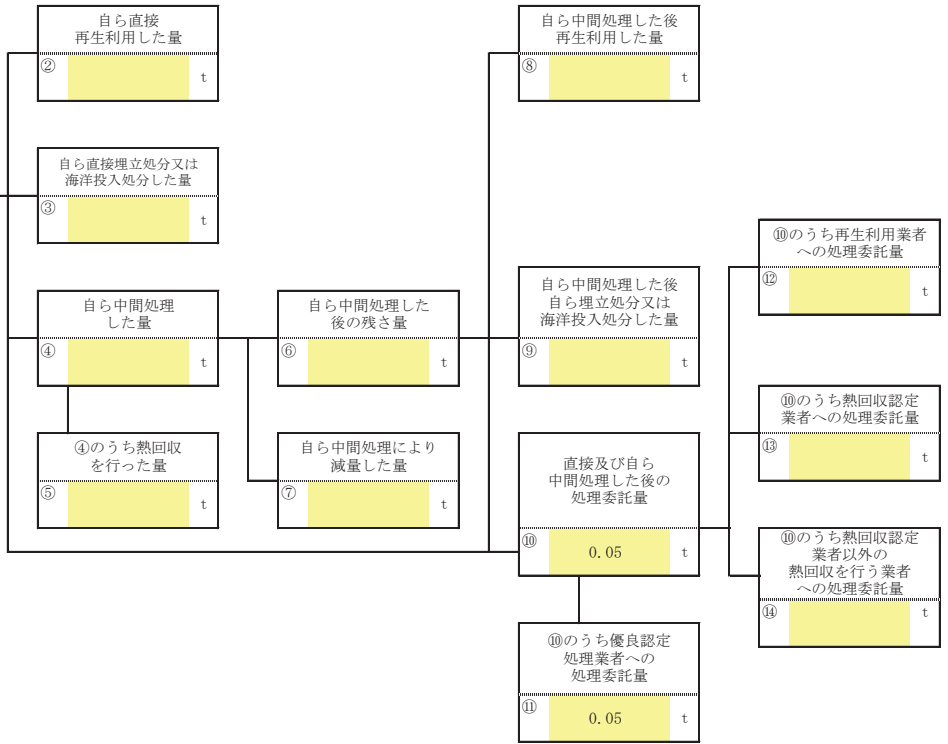 自ら直接
再生利用した量
②
t
自ら中間処理した後
再生利用した量
⑧
t
自ら直接埋立処分又は
海洋投入処分した量
③
t
⑩のうち再生利用業者
への処理委託量
⑫
t
自ら中間処理
した量
④
t
自ら中間処理した
後の残さ量
⑥
t
自ら中間処理した後
自ら埋立処分又は
海洋投入処分した量
⑨
t
⑩のうち熱回収認定
業者への処理委託量
⑬
t
④のうち熱回収
を行った量
⑤
t
自ら中間処理により
減量した量
⑦
t
直接及び自ら
中間処理した後の
処理委託量
⑩
0.05
t
⑩のうち熱回収認定
業者以外の
熱回収を行う業者
への処理委託量
⑭
t
⑩のうち優良認定
処理業者への
処理委託量
⑪
0.05
t